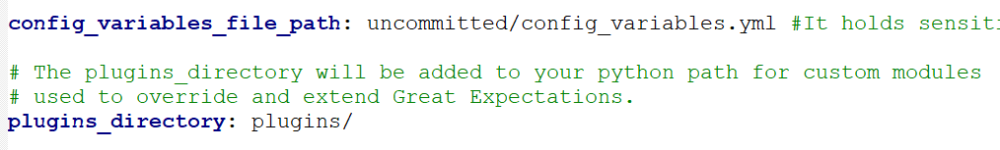 config_variables_file_path: uncommitted/config_variables.yml #It holds
# The plugins_directory will be added to your python path for custom modules
# used to override and extend Great Expectations.
plugins_directory: plugins/